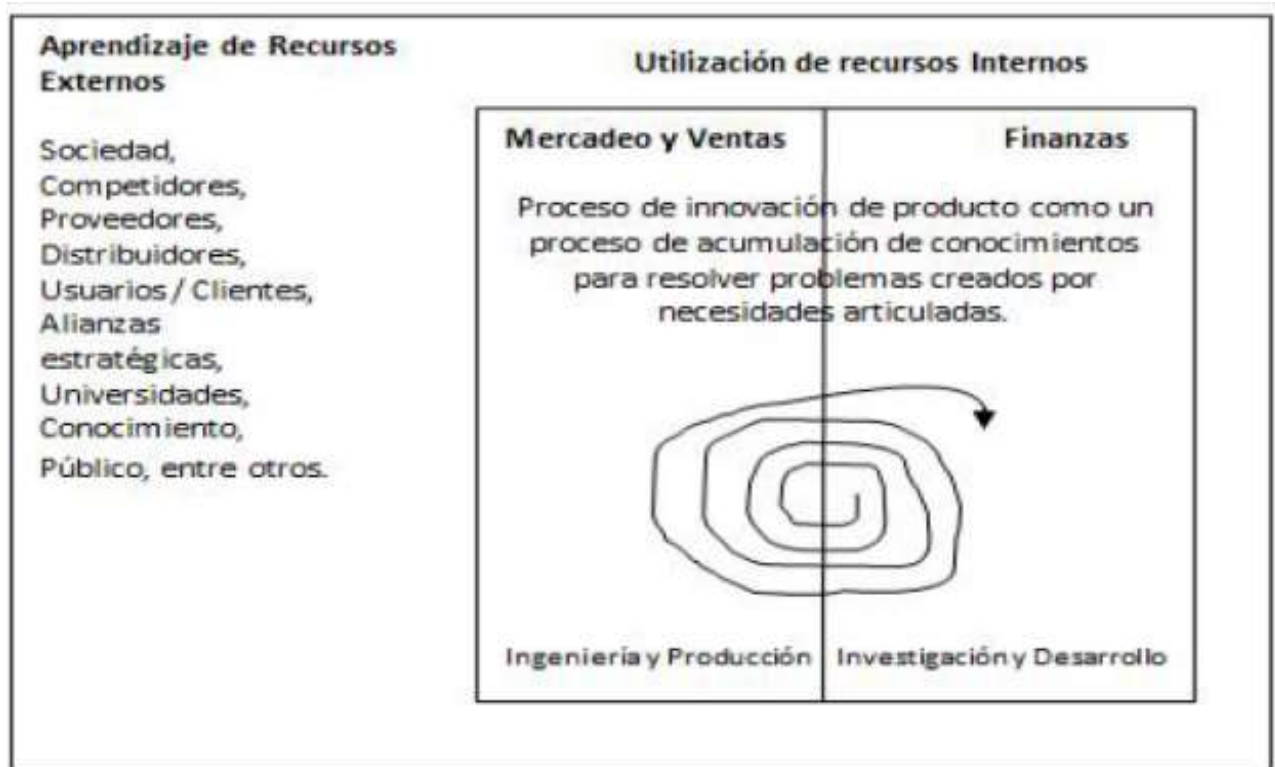 Aprendizaje de Recursos
Externos
Sociedad,
Competidores,
Proveedores,
Distribuidores,
Usuarios / Clientes,
Alianzas
estratégicas,
Universidades,
Conocimiento,
Público, entre otros.
Utilización de recursos Internos
Mercadeo y Ventas
Finanzas
Proceso de innovación de producto como un
proceso de acumulación de conocimientos
para resolver problemas creados por
necesidades articuladas.
Ingeniería y Producción
Investigación y Desarrollo